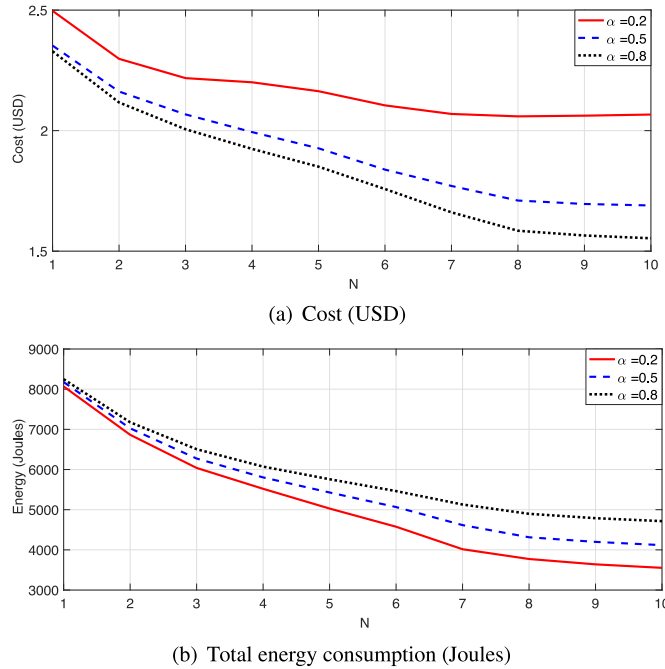 2.5
2
1.5
Cost (USD)
α =0.2
α =0.5
α =0.8
1 2 3 4 5 6 7 8 9 10
N
(a) Cost (USD)
9000
8000
7000
6000
5000
4000
3000
Energy (Joules)
α =0.2
α =0.5
α =0.8
1 2 3 4 5 6 7 8 9 10
N
(b) Total energy consumption (Joules)